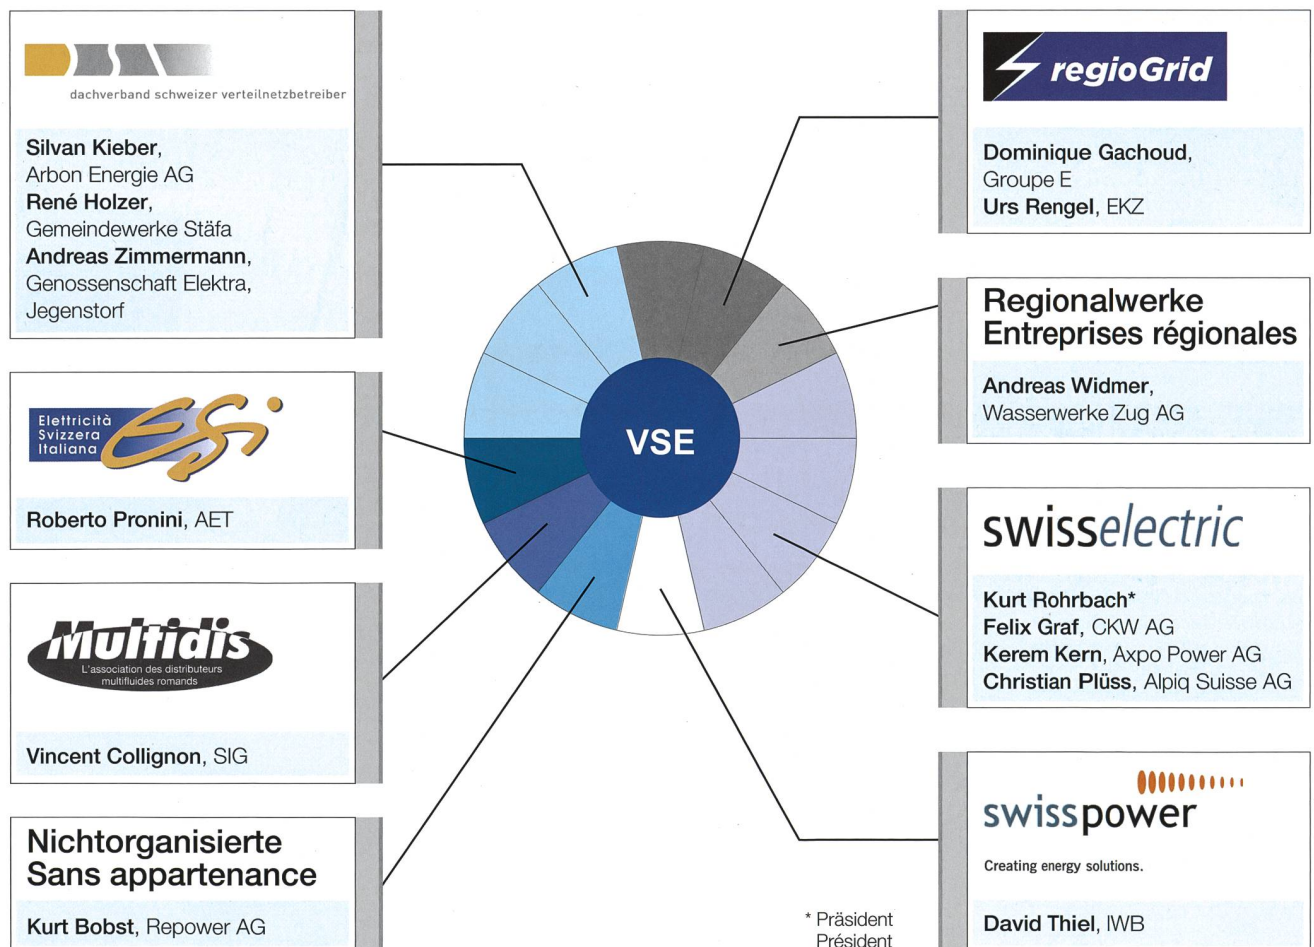 DSV
dachverband schweizer verteilnetzbetreiber
Silvan Kieber,
Arbon Energie AG
René Holzer,
Gemeindewerke Stäfa
Andreas Zimmermann,
Genossenschaft Elektra,
Jegenstorf
Elettricità
Svizzera
Italiana
ESi
Roberto Pronini, AET
Multidis
L'association des distributeurs
multifluides romands
Vincent Collignon, SIG
Nichtorganisierte
Sans appartenance
Kurt Bobst, Repower AG
VSE
regioGrid
Dominique Gachoud,
Groupe E
Urs Rengel, EKZ
Regionalwerke
Entreprises régionales
Andreas Widmer,
Wasserwerke Zug AG
swisselectric
Kurt Rohrbach*
Felix Graf, CKW AG
Kerem Kern, Axpo Power AG
Christian Plüss, Alpiq Suisse AG
swisspower
Creating energy solutions.
David Thiel, IWB
* Präsident
Président